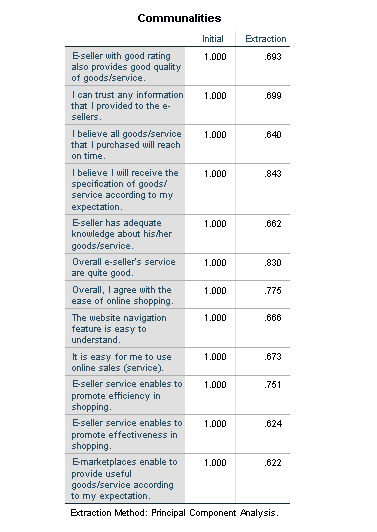 Communalities
Initial Extraction
E-seller with good rating 1.000 .693
also provides good quality
of goods/service.
I can trust any information 1.000 .699
that I provided to the e-
sellers.
I believe all goods/service 1.000 .640
that I purchased will reach
on time.
I believe I will receive the 1.000 .843
specification of goods/
service according to my
expectation.
E-seller has adequate 1.000 .662
knowledge about his/her
goods/service.
Overall e-seller's service 1.000 .830
are quite good.
Overall, I agree with the 1.000 .775
ease of online shopping.
The website navigation 1.000 .666
feature is easy to
understand.
It is easy for me to use 1.000 .673
online sales (service).
E-seller service enables to 1.000 .751
promote efficiency in
shopping.
E-seller service enables to 1.000 .624
promote effectiveness in
shopping.
E-marketplaces enable to 1.000 .622
provide useful
goods/service according
to my expectation.
Extraction Method: Principal Component Analysis.